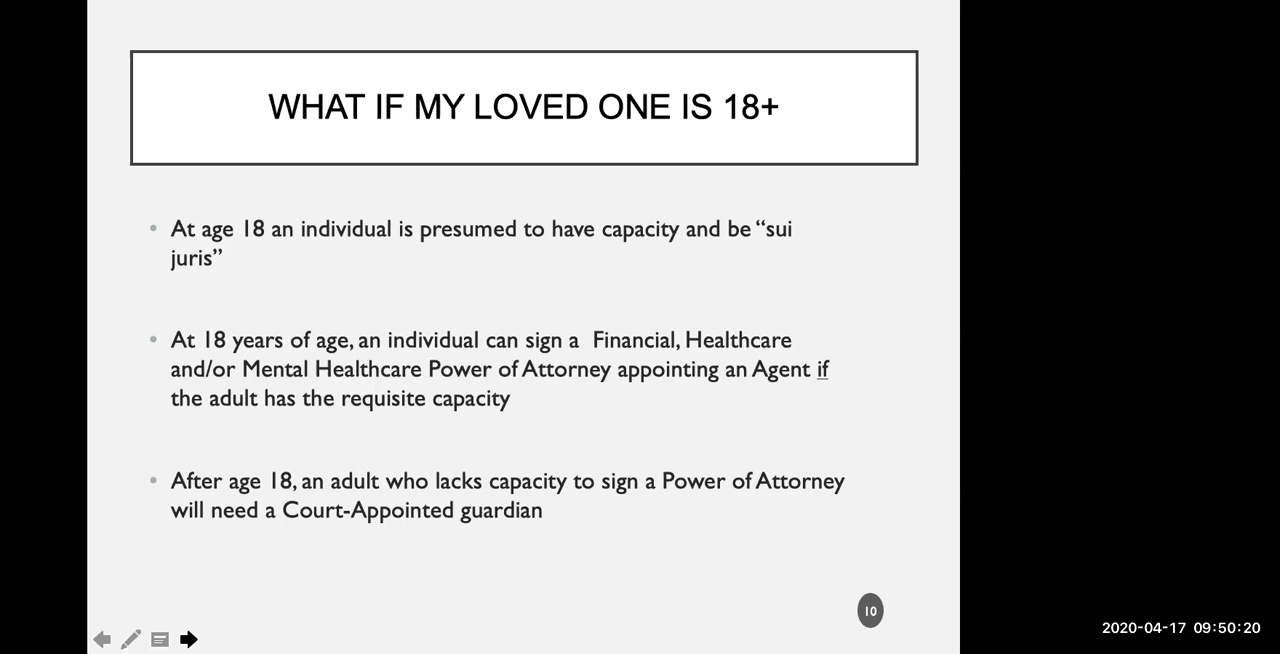 WHAT IF MY LOVED ONE IS 18+
At age 18 an individual is presumed to have capacity and be “sui
juris”
At 18 years of age, an individual can sign a Financial, Healthcare
and/or Mental Healthcare Power of Attorney appointing an Agent if
the adult has the requisite capacity
After age 18, an adult who lacks capacity to sign a Power of Attorney
will need a Court-Appointed guardian
10
2020-04-17 09:50:20